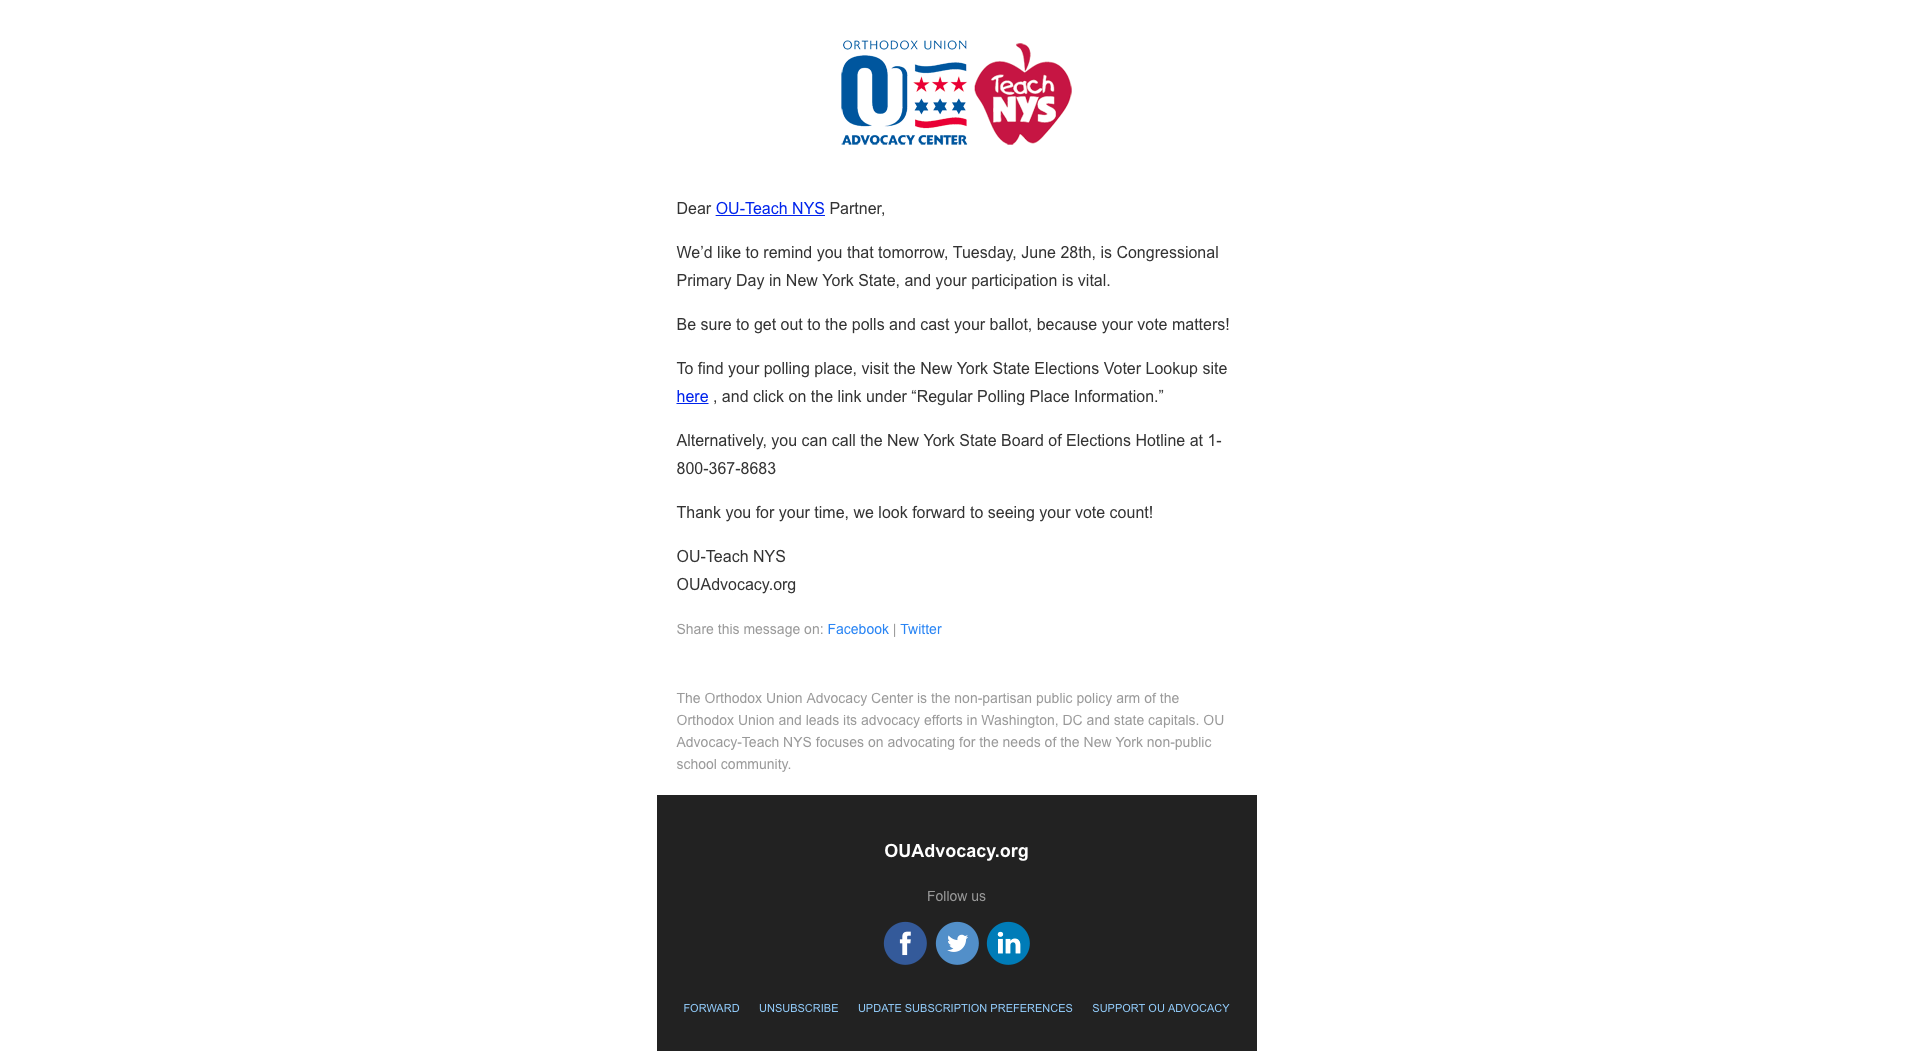 ORTHODOX UNION
OU
ADVOCACY CENTER
Teach
NYS
Dear OU-Teach NYS Partner,
We’d like to remind you that tomorrow, Tuesday, June 28th, is Congressional
Primary Day in New York State, and your participation is vital.
Be sure to get out to the polls and cast your ballot, because your vote matters!
To find your polling place, visit the New York State Elections Voter Lookup site
here , and click on the link under “Regular Polling Place Information.”
Alternatively, you can call the New York State Board of Elections Hotline at 1-
800-367-8683
Thank you for your time, we look forward to seeing your vote count!
OU-Teach NYS
OUAdvocacy.org
Share this message on: Facebook | Twitter
The Orthodox Union Advocacy Center is the non-partisan public policy arm of the
Orthodox Union and leads its advocacy efforts in Washington, DC and state capitals. OU
Advocacy-Teach NYS focuses on advocating for the needs of the New York non-public
school community.
OUAdvocacy.org
Follow us
f in
FORWARD UNSUBSCRIBE UPDATE SUBSCRIPTION PREFERENCES SUPPORT OU ADVOCACY